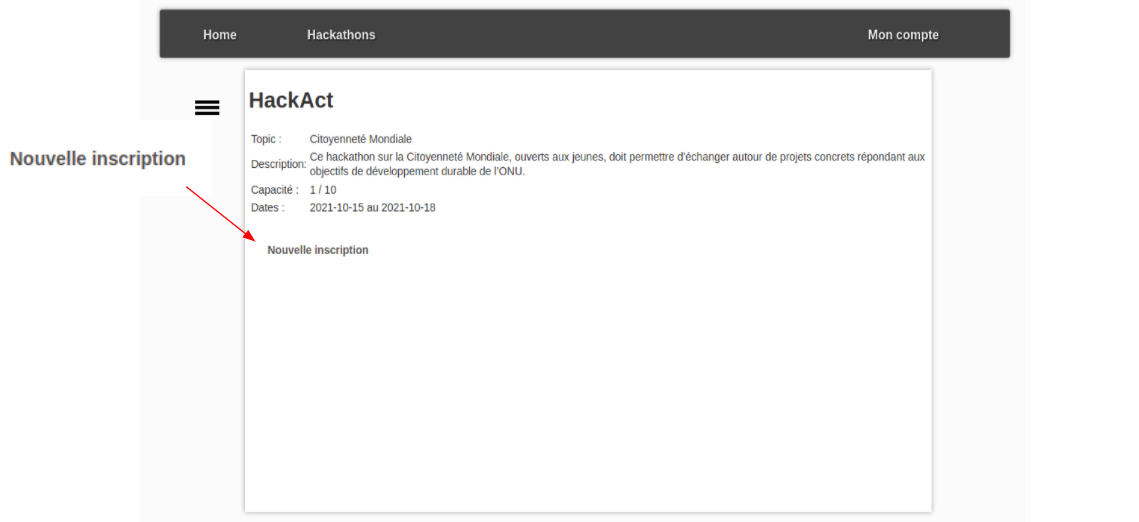 Home Hackathons Mon compte
HackAct
Topic : Citoyenneté Mondiale
Description: Ce hackathon sur la Citoyenneté Mondiale, ouverts aux jeunes, doit permettre d'échanger autour de projets concrets répondant aux
objectifs de développement durable de l'ONU.
Capacité : 1 / 10
Dates : 2021-10-15 au 2021-10-18
Nouvelle inscription
Nouvelle inscription